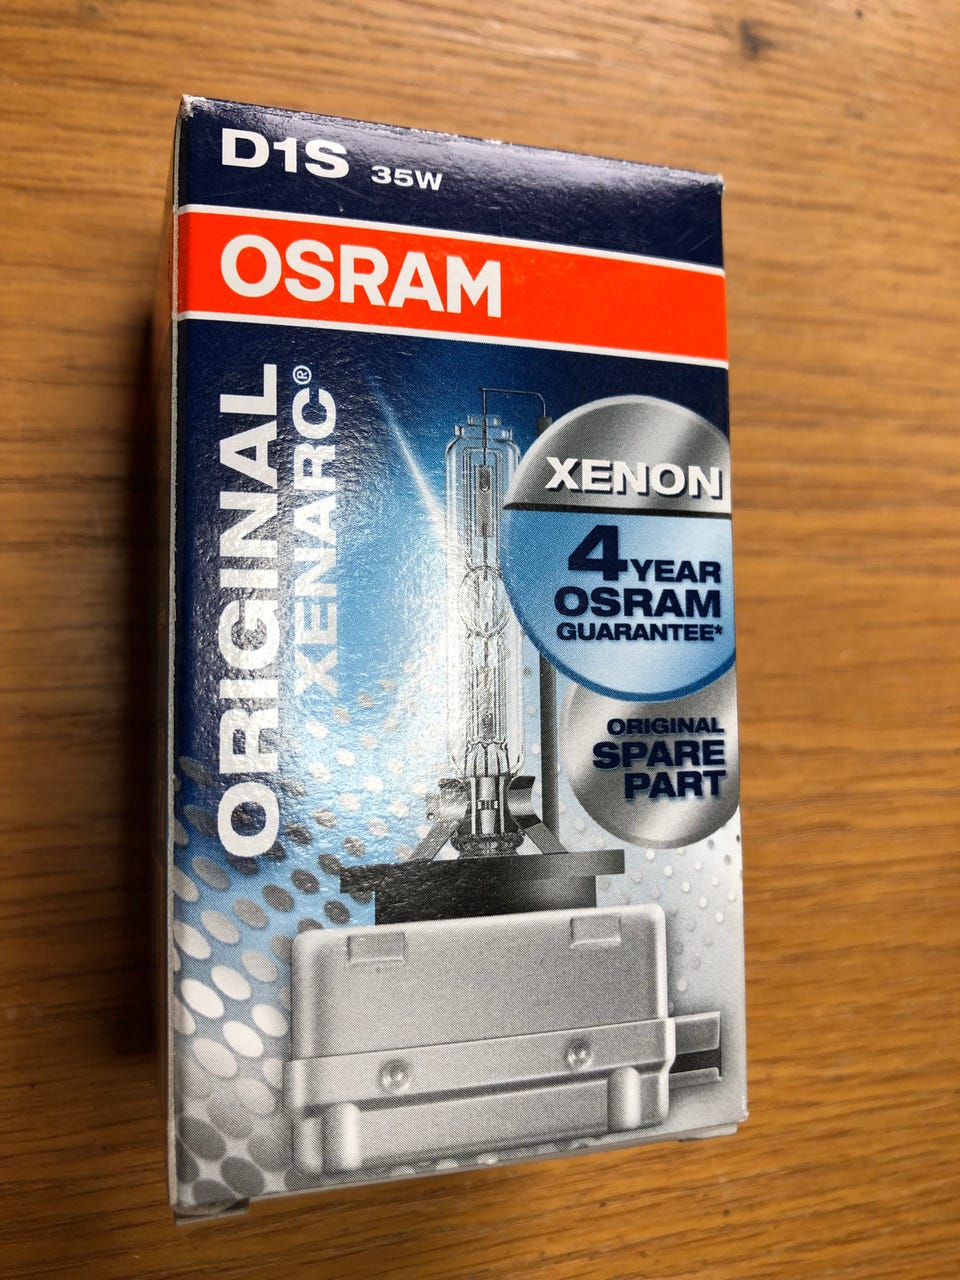 D1S 35W
OSRAM
ORIGINAL
XENARC®
XENON
4 YEAR
OSRAM
GUARANTEE*
ORIGINAL
SPARE
PART